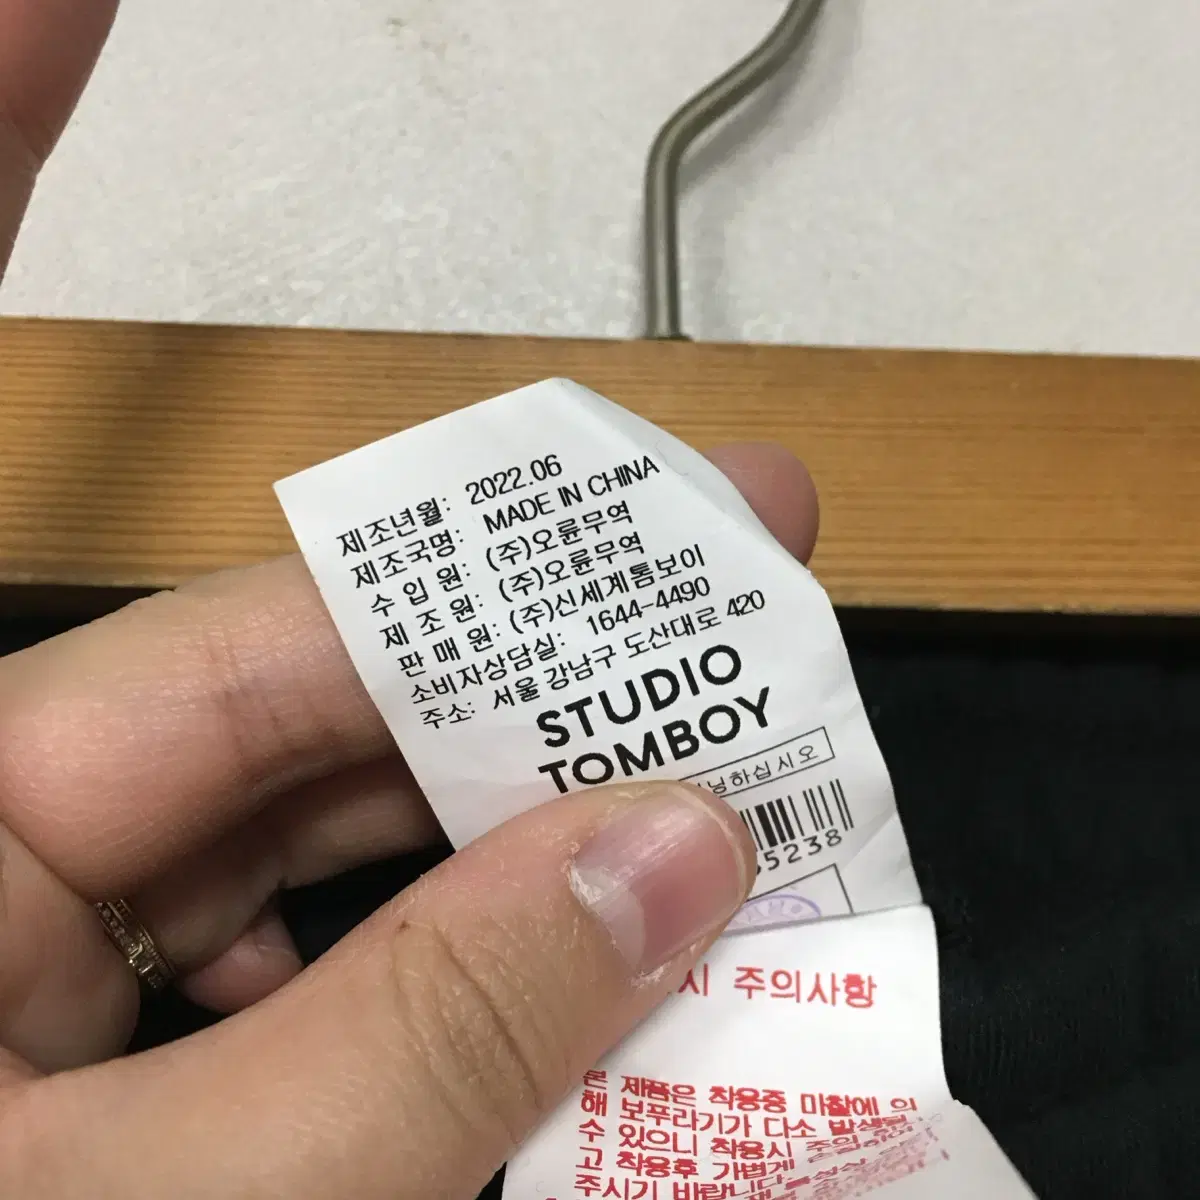 제조년월: 2022.06
제조국명: MADE IN CHINA
수 입 원: (주)오륜무역
제 조 원: (주)오륜무역
판 매 원: (주)신세계톰보이
소비자상담실: 1644-4490
주소: 서울 강남구 도산대로 420
STUDIO
TOMBOY
닝하십시오
5238
시 주의사항
본 제품은 착용중 마찰에 의
해 보푸라기가 다소 발생될
수 있으니 착용시 주의
고 착용후 가볍게
주시기 바랍니다